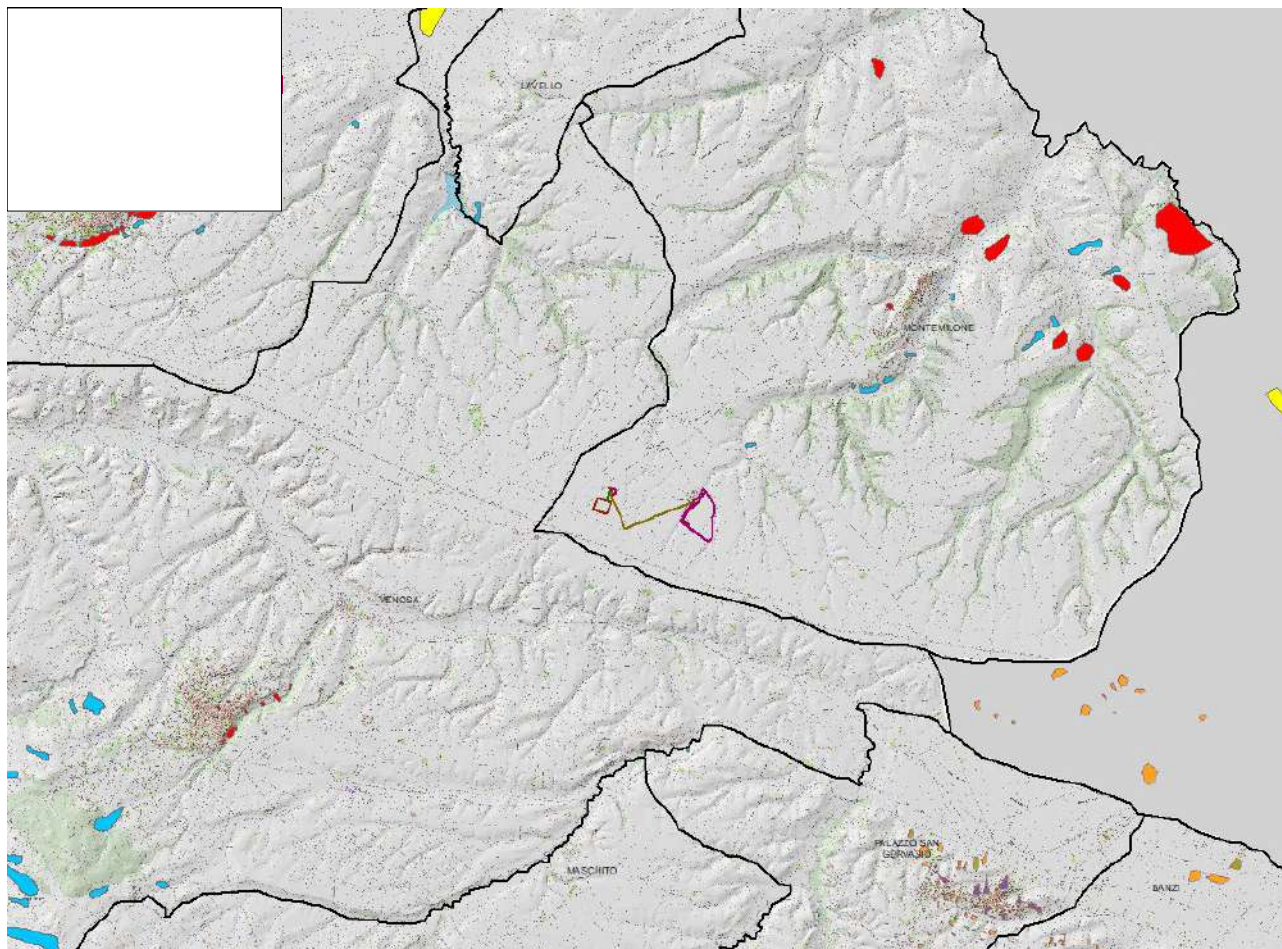 LAVELLO
MONTEMILONE
VENOSA
PALAZZO SAN
GERVASIO
MASCHITO
BANZI